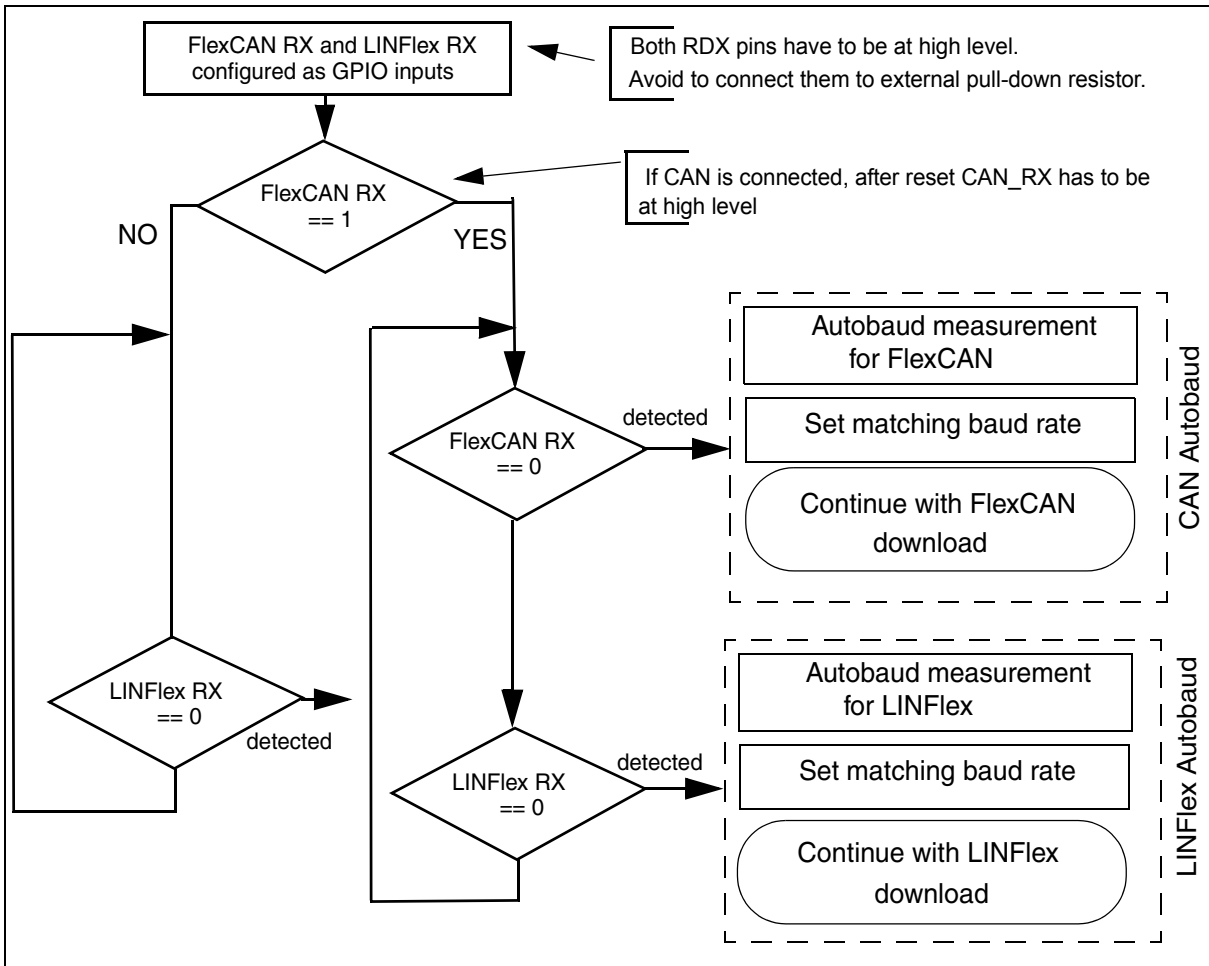 FlexCAN RX and LINFlex RX
configured as GPIO inputs
Both RDX pins have to be at high level.
Avoid to connect them to external pull-down resistor.
FlexCAN RX
== 1
If CAN is connected, after reset CAN_RX has to be
at high level
NO
YES
Autobaud measurement
for FlexCAN
FlexCAN RX
== 0
detected
Set matching baud rate
Continue with FlexCAN
download
CAN Autobaud
LINFlex RX
== 0
detected
LINFlex RX
== 0
detected
Autobaud measurement
for LINFlex
Set matching baud rate
Continue with LINFlex
download
LINFlex Autobaud